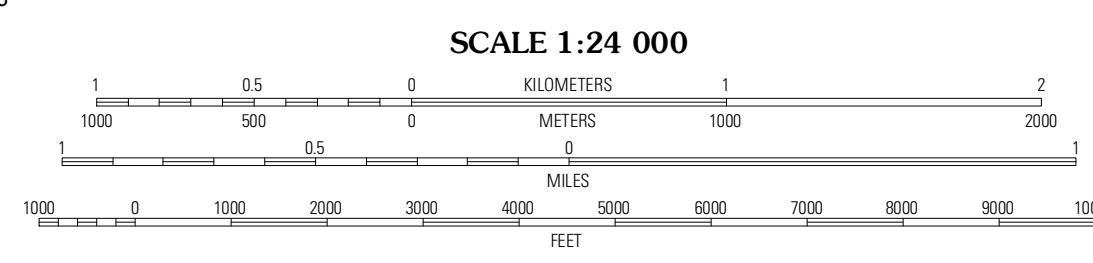 SCALE 1:24 000
1 0.5 0 KILOMETERS 1 2
1000 500 0 METERS 1000 2000
1 0.5 0 1
MILES
1000 0 1000 2000 3000 4000 5000 6000 7000 8000 9000
FEET